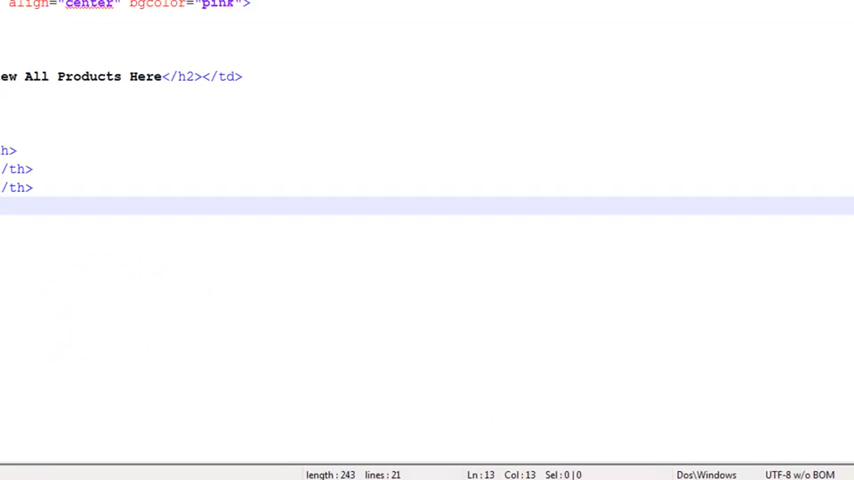 align="center" bgcolor="pink">
ew All Products Here</h2></td>
h>
/th>
/th>
length : 243 lines : 21 Ln : 13 Col : 13 Sel : 0 | 0 Dos\Windows UTF-8 w/o BOM